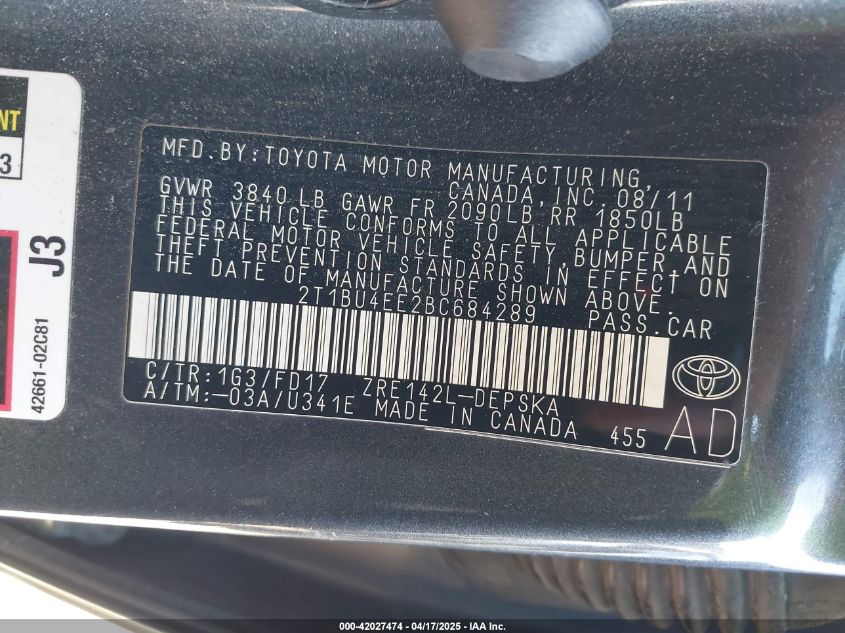 NT
3
J3
42661-02C81
MFD.BY:TOYOTA MOTOR MANUFACTURING,
CANADA,INC.08/11
GVWR 3840 LB GAWR FR 2090LB RR 1850LB
THIS VEHICLE CONFORMS TO ALL APPLICABLE
FEDERAL MOTOR VEHICLE SAFETY,BUMPER,AND
THEFT PREVENTION STANDARDS IN EFFECT ON
THE DATE OF MANUFACTURE SHOWN ABOVE.
2T1BU4EE2BC684289 PASS.CAR
C/TR:1G3/FD17 ZRE142L-DEPSKA
A/TM:-03A/U341E MADE IN CANADA 455
AD
000-42027474 - 04/17/2025 - IAA Inc.